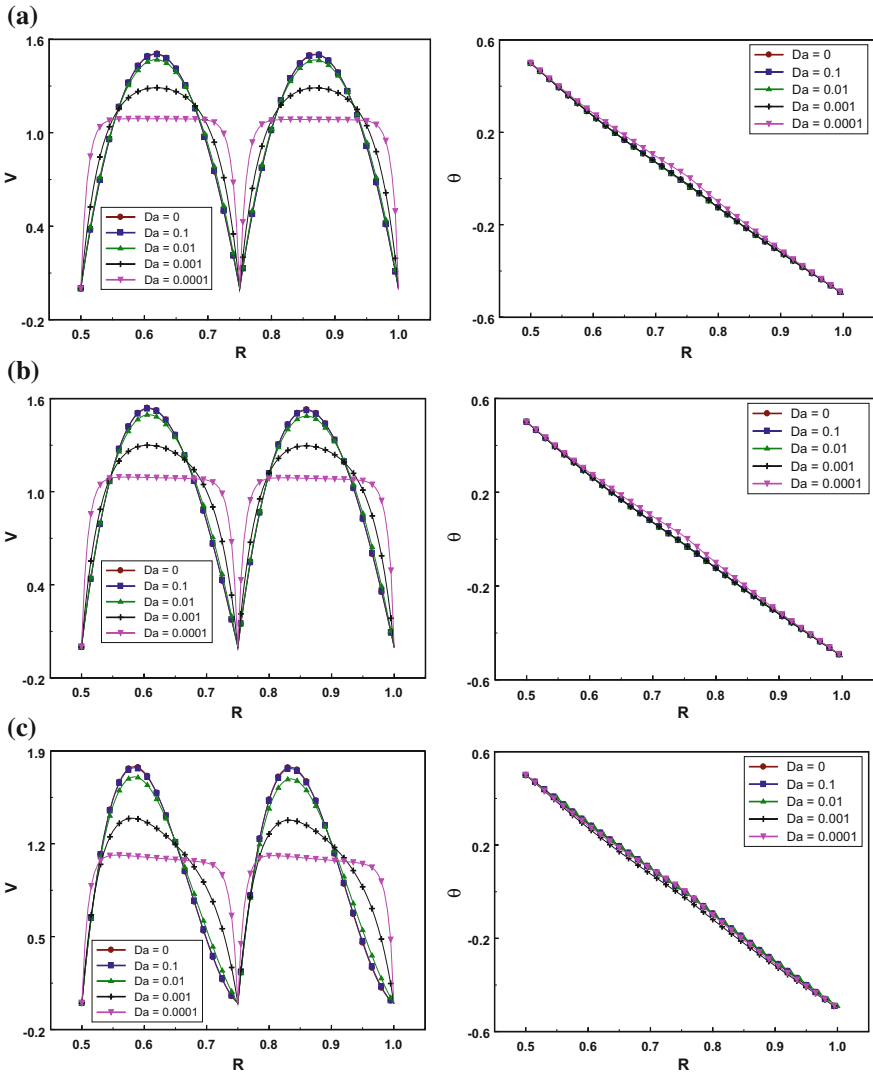 (a)
1.6
1.0
0.4
-0.2
V
Da = 0
Da = 0.1
Da = 0.01
Da = 0.001
Da = 0.0001
0.5 0.6 0.7 0.8 0.9 1.0
R
0.6
0.2
-0.2
-0.6
θ
Da = 0
Da = 0.1
Da = 0.01
Da = 0.001
Da = 0.0001
0.5 0.6 0.7 0.8 0.9 1.0
R
(b)
1.6
1.0
0.4
-0.2
V
Da = 0
Da = 0.1
Da = 0.01
Da = 0.001
Da = 0.0001
0.5 0.6 0.7 0.8 0.9 1.0
R
0.6
0.2
-0.2
-0.6
θ
Da = 0
Da = 0.1
Da = 0.01
Da = 0.001
Da = 0.0001
0.5 0.6 0.7 0.8 0.9 1.0
R
(c)
1.9
1.2
0.5
-0.2
V
Da = 0
Da = 0.1
Da = 0.01
Da = 0.001
Da = 0.0001
0.5 0.6 0.7 0.8 0.9 1.0
R
0.6
0.2
-0.2
-0.6
θ
Da = 0
Da = 0.1
Da = 0.01
Da = 0.001
Da = 0.0001
0.5 0.6 0.7 0.8 0.9 1.0
R